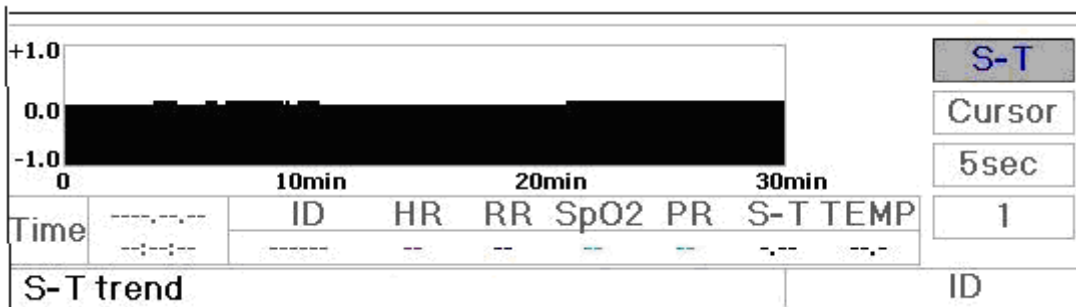 +1.0
S-T
0.0
Cursor
-1.0
5sec
0 10min 20min 30min
Time ----.--.-- ID HR RR SpO2 PR S-T TEMP 1
--:--:-- ------ -- -- -- -- -.-- --.-
S-T trend ID